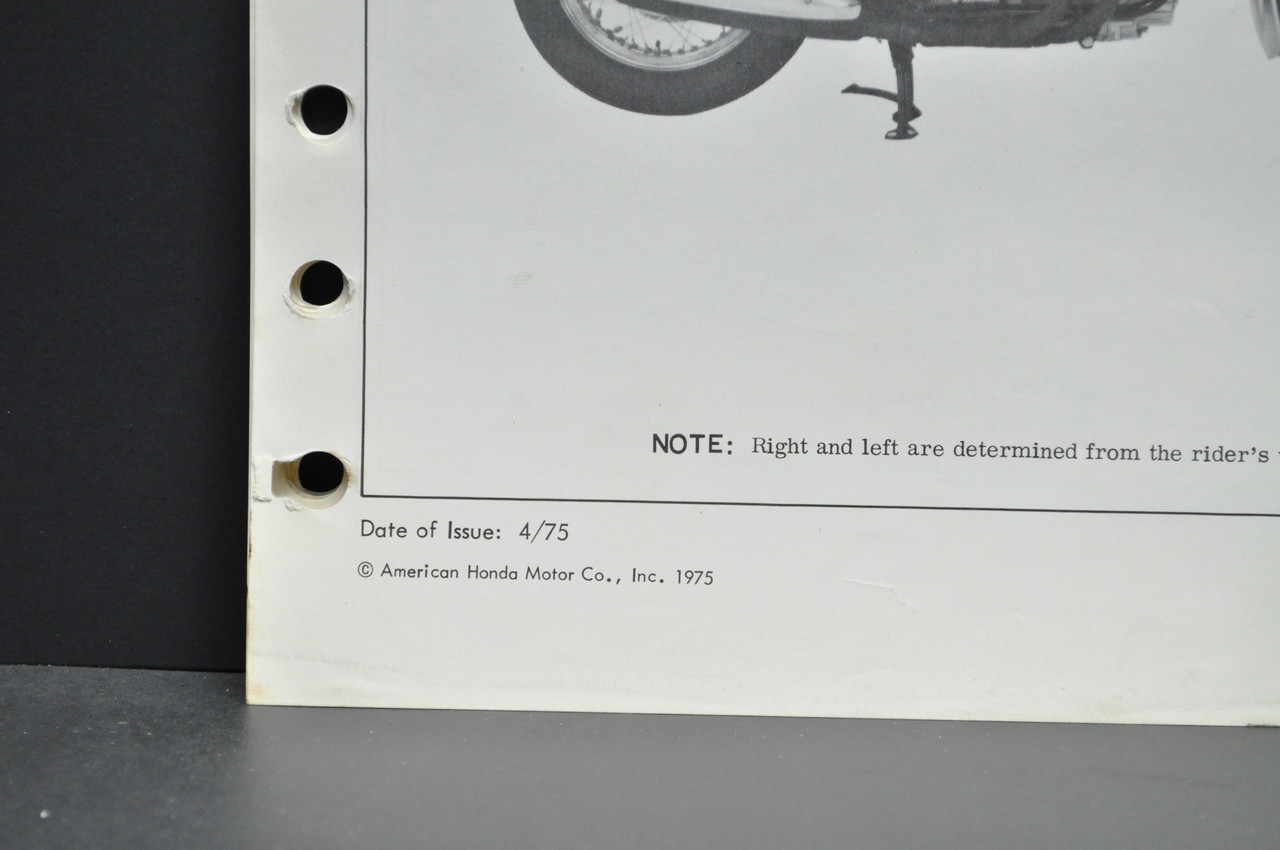 NOTE: Right and left are determined from the rider's
Date of Issue: 4/75
© American Honda Motor Co., Inc. 1975